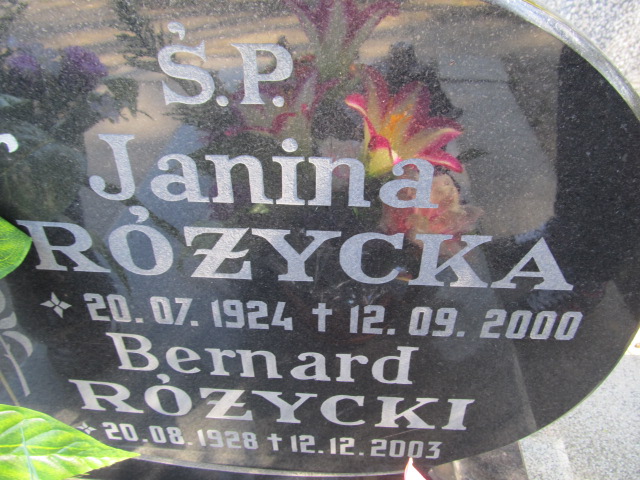 Ś.P.
Janina
RÓŻYCKA
20.07.1924 † 12.09.2000
Bernard
RÓŻYCKI
20.08.1928 † 12.12.2003